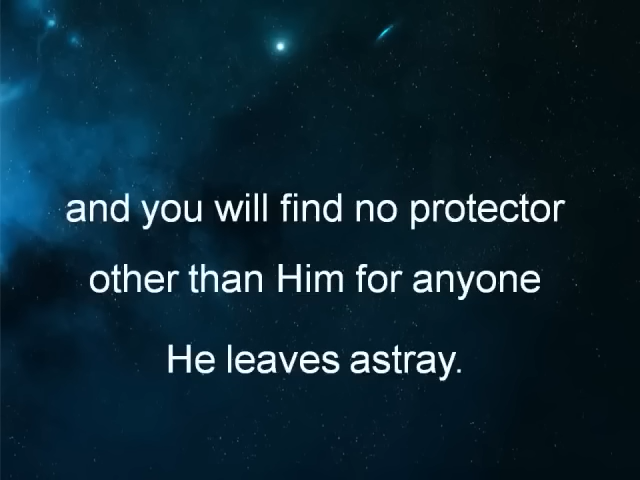 and you will find no protector
other than Him for anyone
He leaves astray.